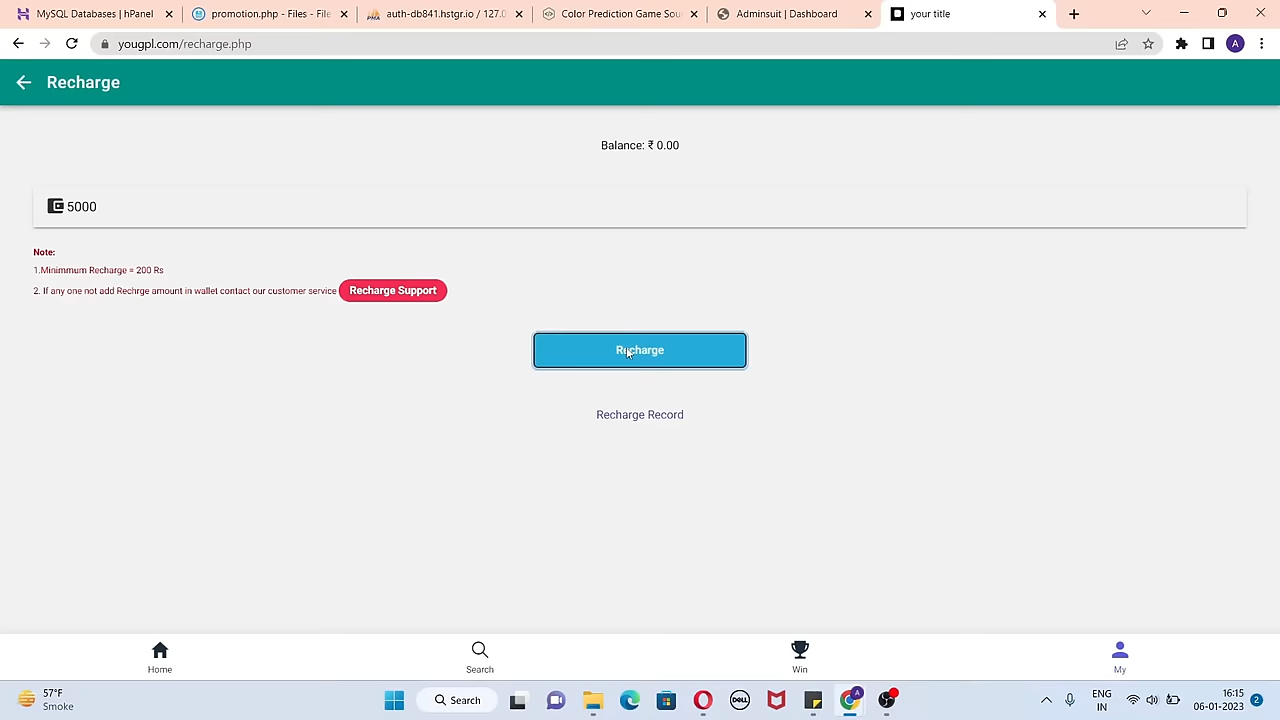 MySQL Databases | hPanel
promotion.php - Files - File
auth-db841.hstgr.io / 127.0
Color Prediction Game Sou
Adminsuit | Dashboard
your title
yougpl.com/recharge.php
A
Recharge
Balance: ₹ 0.00
5000
Note:
1.Minimmum Recharge = 200 Rs
2. If any one not add Rechrge amount in wallet contact our customer service Recharge Support
Recharge
Recharge Record
Home
Search
Win
My
57°F
Smoke
Search
DELL
A
ENG
IN
16:15
06-01-2023
2